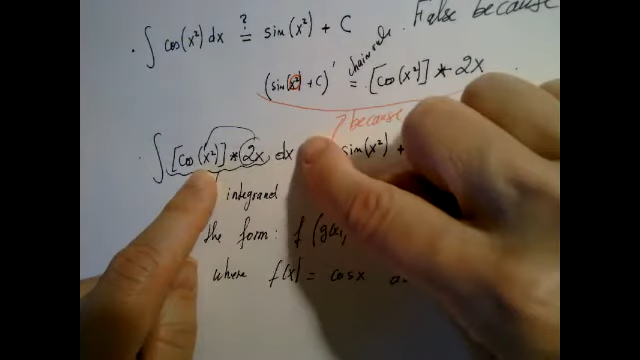 . ∫ cos(x²) dx ?= sin(x²) + C . False because
(sin(x²) + C)' = [cos(x²)] * 2x .
chain rule
because
. ∫ [cos(x²)] * (2x dx sin(x²) +
integrand
the form: f (g(x),
where f(x) = cosx